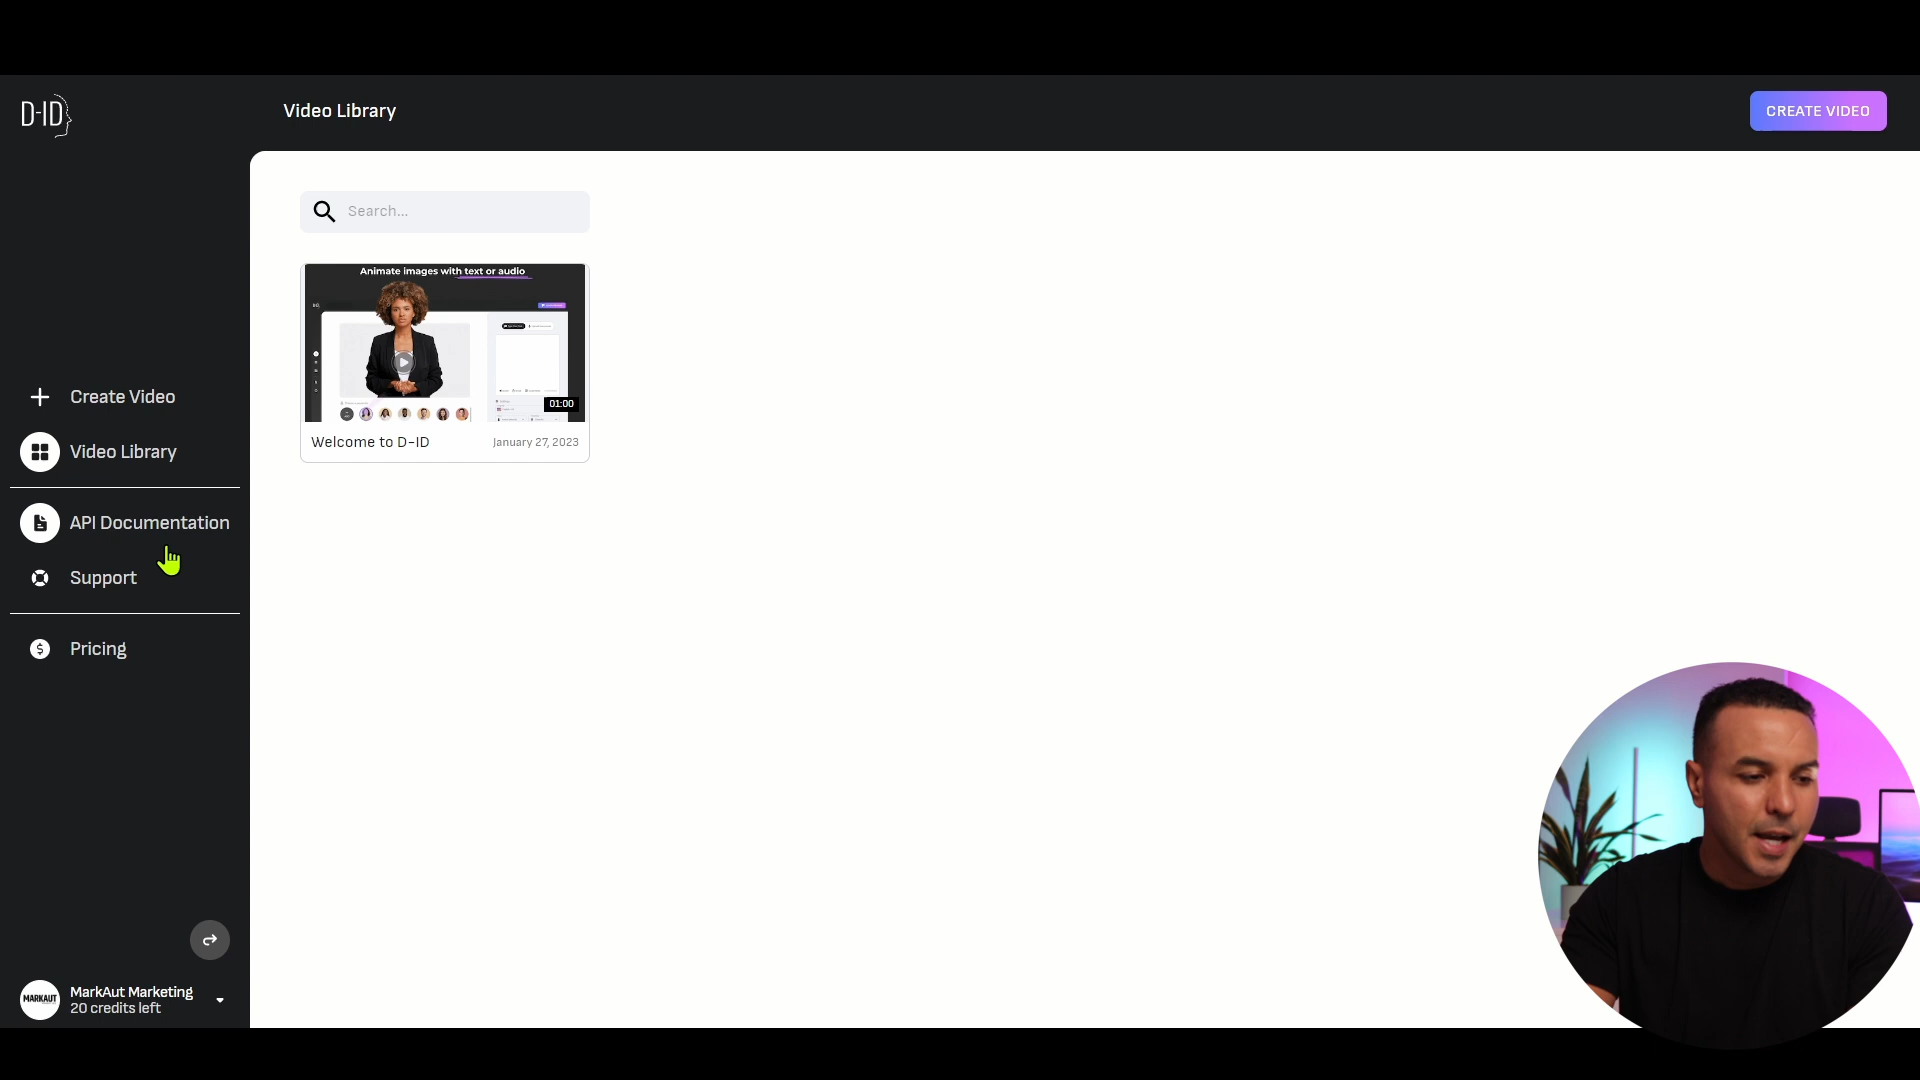 D-ID
Video Library
CREATE VIDEO
Search...
Animate images with text or audio
01:00
Welcome to D-ID
January 27, 2023
Create Video
Video Library
API Documentation
Support
Pricing
MARKAUT
MarkAut Marketing
20 credits left